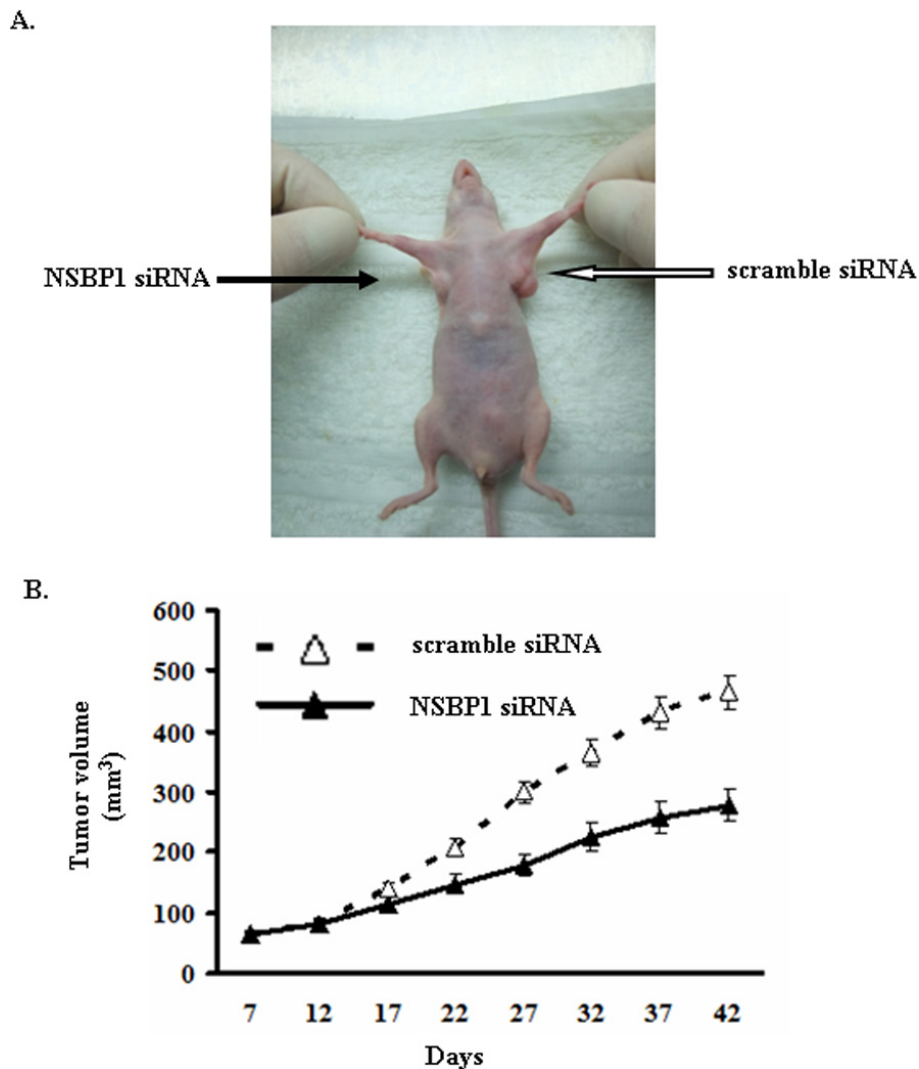 A.
NSBP1 siRNA
scramble siRNA
B.
600
500
400
300
200
100
0
scramble siRNA
NSBP1 siRNA
Tumor volume
(mm³)
7 12 17 22 27 32 37 42
Days